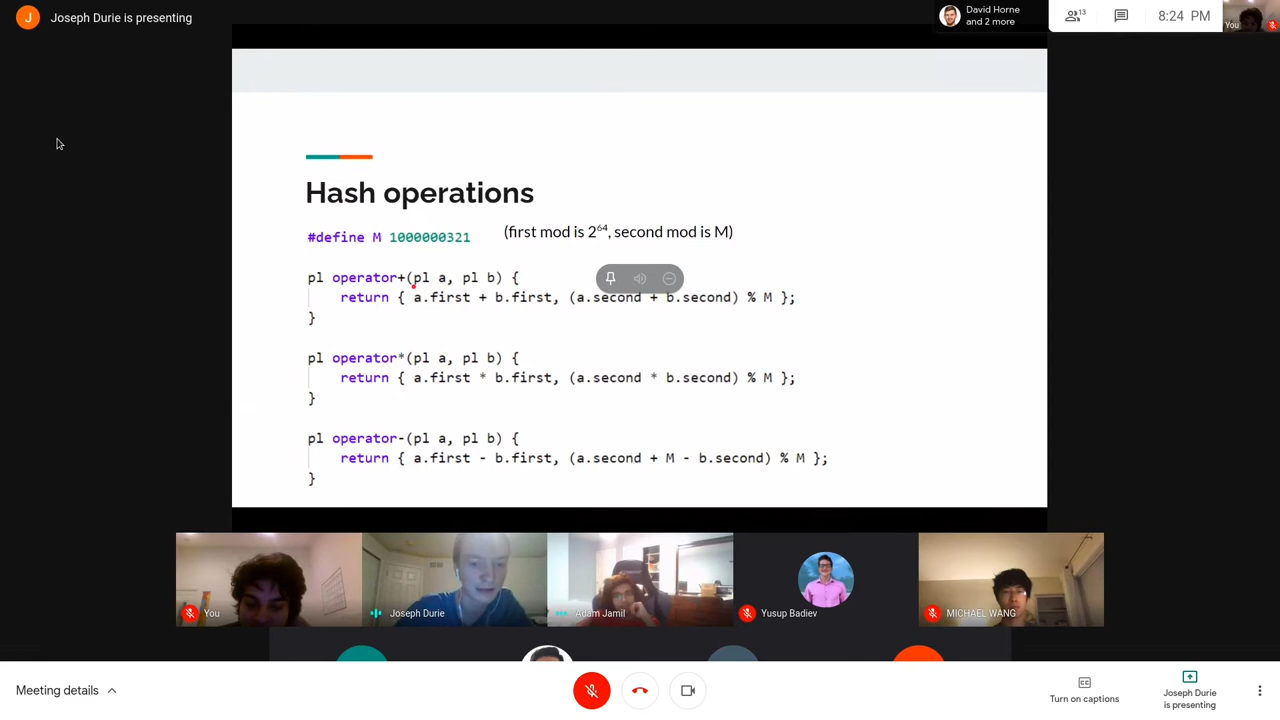 J
Joseph Durie is presenting
David Horne
and 2 more
13
8:24 PM
You
Hash operations
#define M 1000000321
(first mod is 2⁶⁴, second mod is M)
pl operator+(pl a, pl b) {
return { a.first + b.first, (a.second + b.second) % M };
}
pl operator*(pl a, pl b) {
return { a.first * b.first, (a.second * b.second) % M };
}
pl operator-(pl a, pl b) {
return { a.first - b.first, (a.second + M - b.second) % M };
}
You
Joseph Durie
Adam Jamil
Yusup Badiev
MICHAEL WANG
Meeting details
CC
Turn on captions
Joseph Durie
is presenting